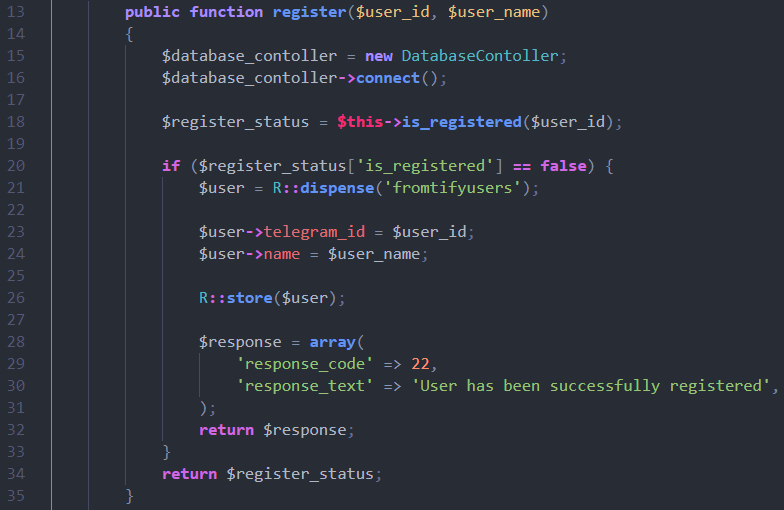 13 public function register($user_id, $user_name)
14 {
15 $database_contoller = new DatabaseContoller;
16 $database_contoller->connect();
17
18 $register_status = $this->is_registered($user_id);
19
20 if ($register_status['is_registered'] == false) {
21 $user = R::dispense('fromtifyusers');
22
23 $user->telegram_id = $user_id;
24 $user->name = $user_name;
25
26 R::store($user);
27
28 $response = array(
29 'response_code' => 22,
30 'response_text' => 'User has been successfully registered',
31 );
32 return $response;
33 }
34 return $register_status;
35 }